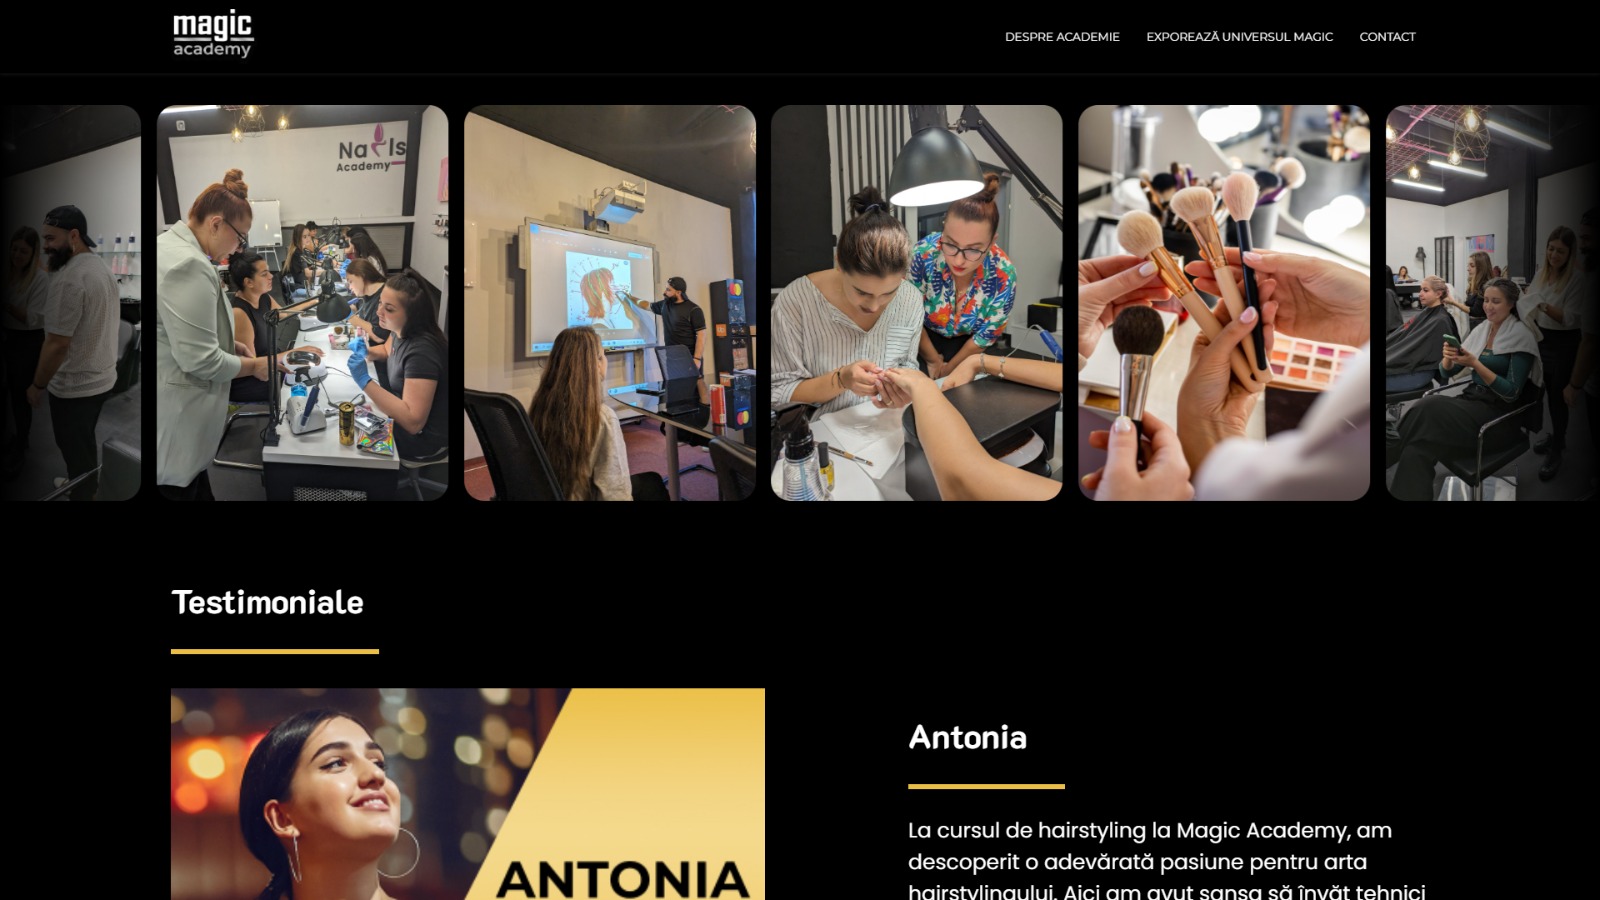 magic
academy
DESPRE ACADEMIE
EXPOREAZĂ UNIVERSUL MAGIC
CONTACT
Nails
Academy
Testimoniale
ANTONIA
Antonia
La cursul de hairstyling la Magic Academy, am
descoperit o adevărată pasiune pentru arta
hairstylingului. Aici am avut șansa să învăț tehnici